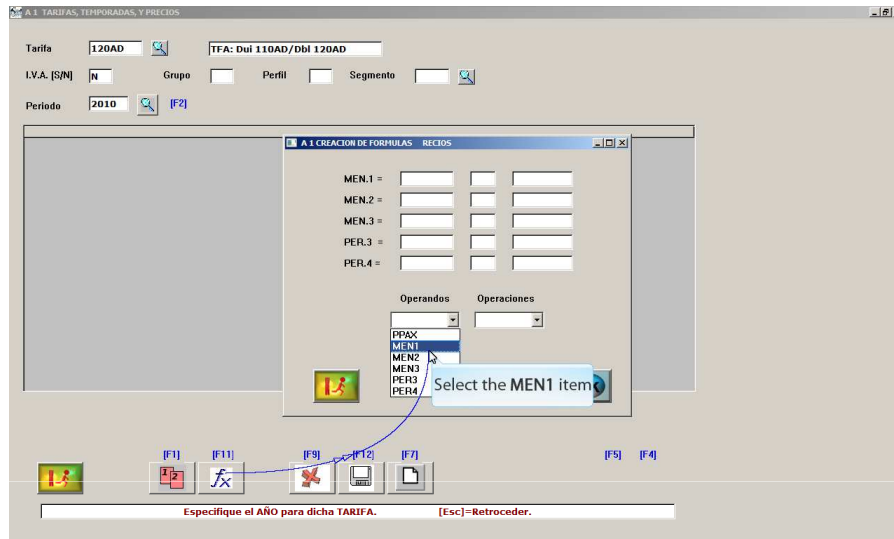 A 1 TARIFAS, TEMPORADAS, Y PRECIOS
Tarifa 120AD TFA: Dui 110AD/Dbl 120AD
I.V.A. [S/N] N Grupo Perfil Segmento
Periodo 2010 [F2]
A 1 CREACION DE FORMULAS RECIOS
MEN.1 =
MEN.2 =
MEN.3 =
PER.3 =
PER.4 =
Operandos Operaciones
PPAX
MEN1
MEN2
MEN3
PER3
PER4
Select the MEN1 item
[F1] [F11] [F9] [F12] [F7] [F5] [F4]
1 2 fx
Especifique el AÑO para dicha TARIFA. [Esc]=Retroceder.